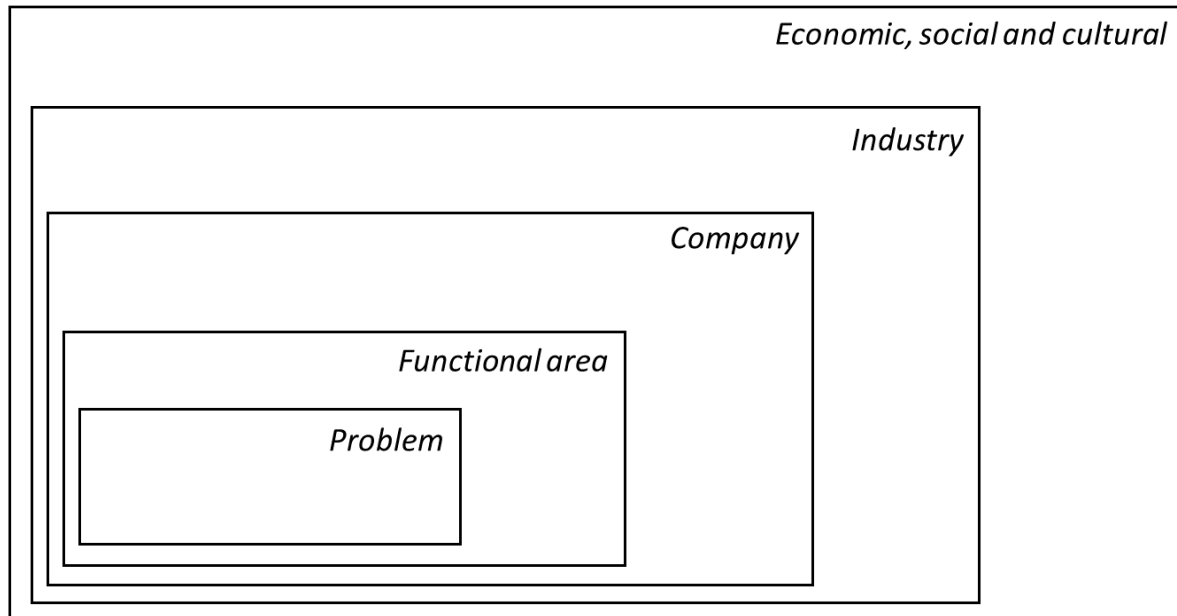 Economic, social and cultural
Industry
Company
Functional area
Problem